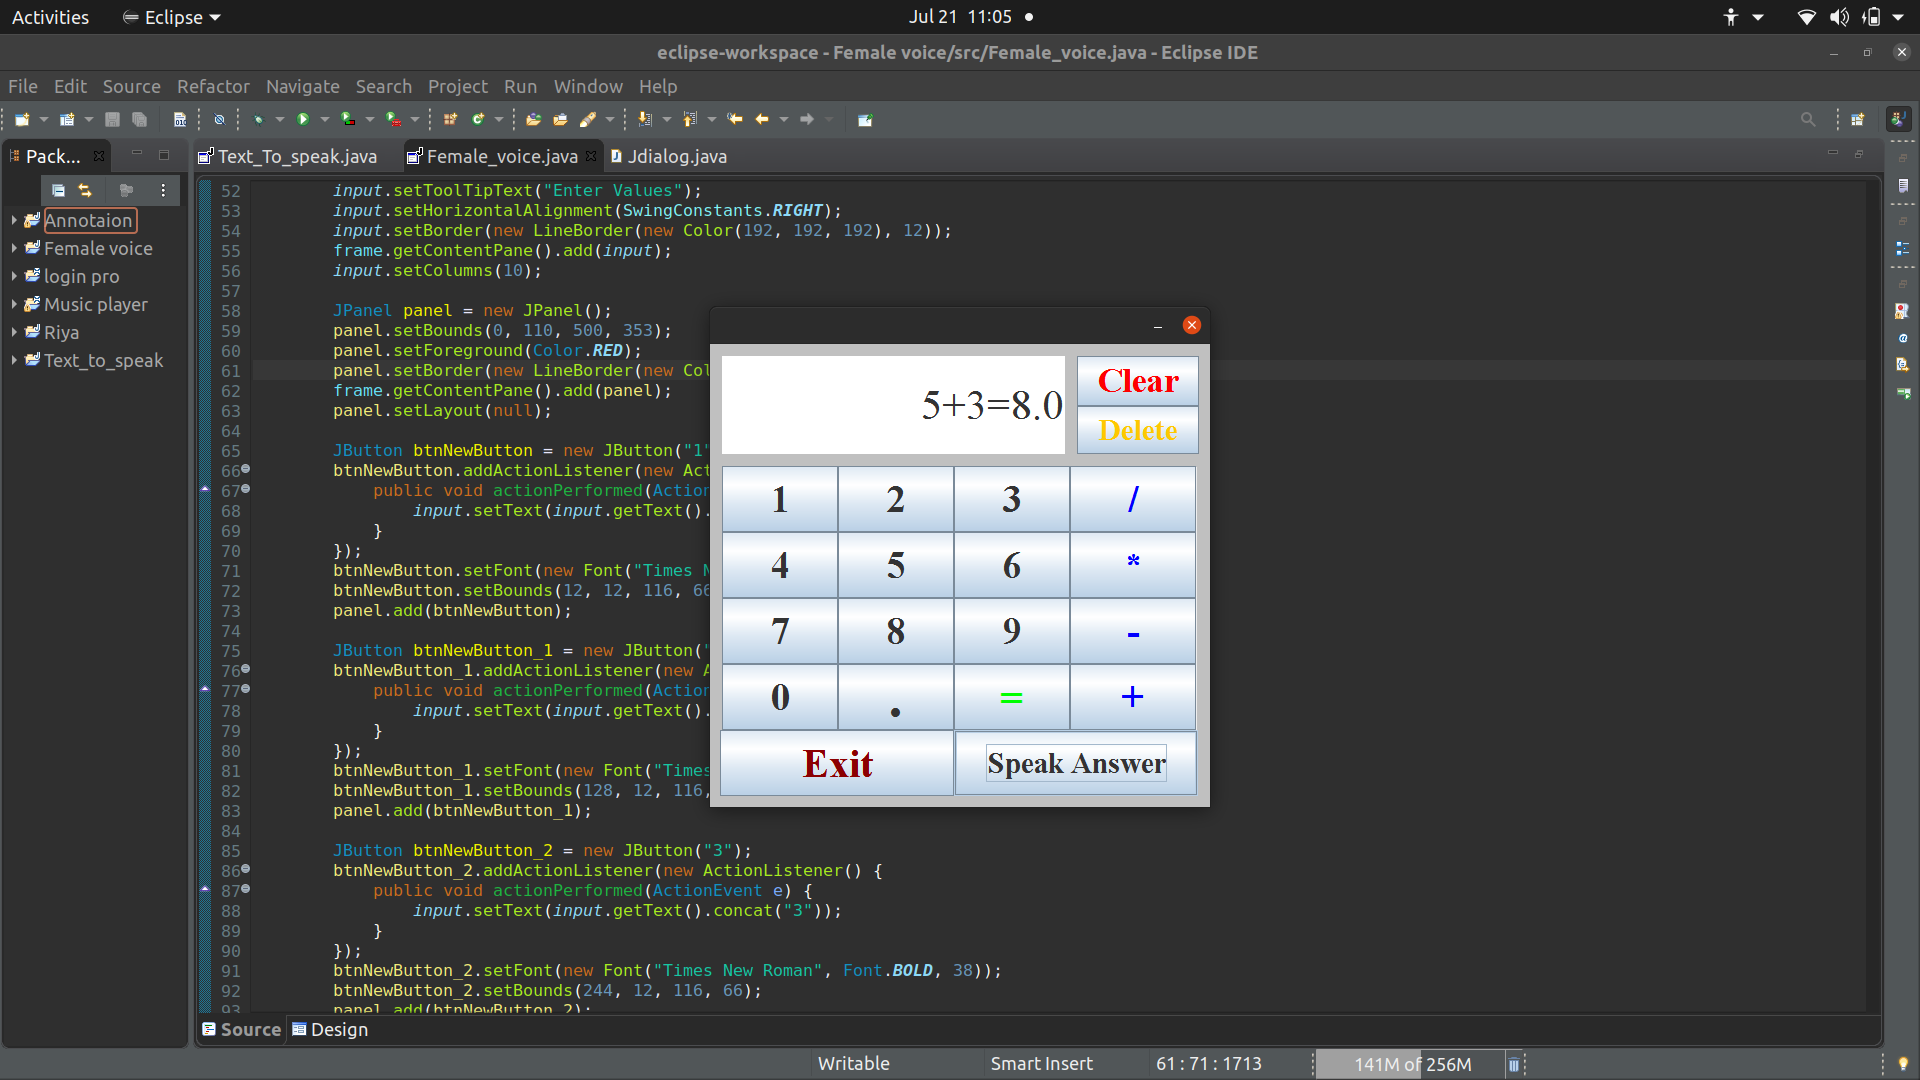 Activities Eclipse Jul 21 11:05
eclipse-workspace - Female voice/src/Female_voice.java - Eclipse IDE
File Edit Source Refactor Navigate Search Project Run Window Help
Pack...
Text_To_speak.java Female_voice.java Jdialog.java
Annotaion
Female voice
login pro
Music player
Riya
Text_to_speak
52 input.setToolTipText("Enter Values");
53 input.setHorizontalAlignment(SwingConstants.RIGHT);
54 input.setBorder(new LineBorder(new Color(192, 192, 192), 12));
55 frame.getContentPane().add(input);
56 input.setColumns(10);
57
58 JPanel panel = new JPanel();
59 panel.setBounds(0, 110, 500, 353);
60 panel.setForeground(Color.RED);
61 panel.setBorder(new LineBorder(new Col
62 frame.getContentPane().add(panel);
63 panel.setLayout(null);
64
65 JButton btnNewButton = new JButton("1"
66 btnNewButton.addActionListener(new Act
67 public void actionPerformed(Action
68 input.setText(input.getText().
69 }
70 });
71 btnNewButton.setFont(new Font("Times N
72 btnNewButton.setBounds(12, 12, 116, 66
73 panel.add(btnNewButton);
74
75 JButton btnNewButton_1 = new JButton("
76 btnNewButton_1.addActionListener(new A
77 public void actionPerformed(Action
78 input.setText(input.getText().
79 }
80 });
81 btnNewButton_1.setFont(new Font("Times
82 btnNewButton_1.setBounds(128, 12, 116,
83 panel.add(btnNewButton_1);
84
85 JButton btnNewButton_2 = new JButton("3");
86 btnNewButton_2.addActionListener(new ActionListener() {
87 public void actionPerformed(ActionEvent e) {
88 input.setText(input.getText().concat("3"));
89 }
90 });
91 btnNewButton_2.setFont(new Font("Times New Roman", Font.BOLD, 38));
92 btnNewButton_2.setBounds(244, 12, 116, 66);
93 panel.add(btnNewButton_2);
5+3=8.0
Clear
Delete
1 2 3 /
4 5 6 *
7 8 9 -
0 . = +
Exit Speak Answer
Source Design
Writable Smart Insert 61 : 71 : 1713 141M of 256M